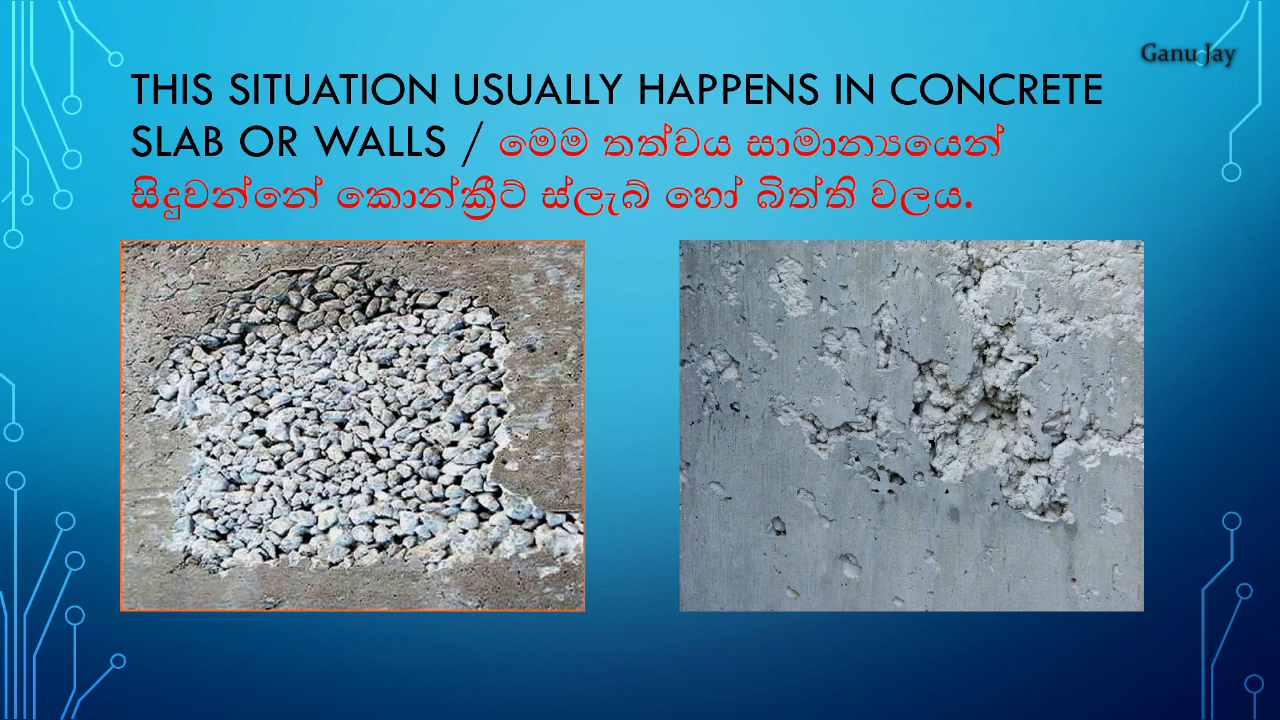 Ganu Jay
THIS SITUATION USUALLY HAPPENS IN CONCRETE
SLAB OR WALLS / මෙම තත්වය සාමාන්‍යයෙන්
සිදුවන්නේ කොන්ක්‍රීට් ස්ලැබ් හෝ බිත්ති වලය.